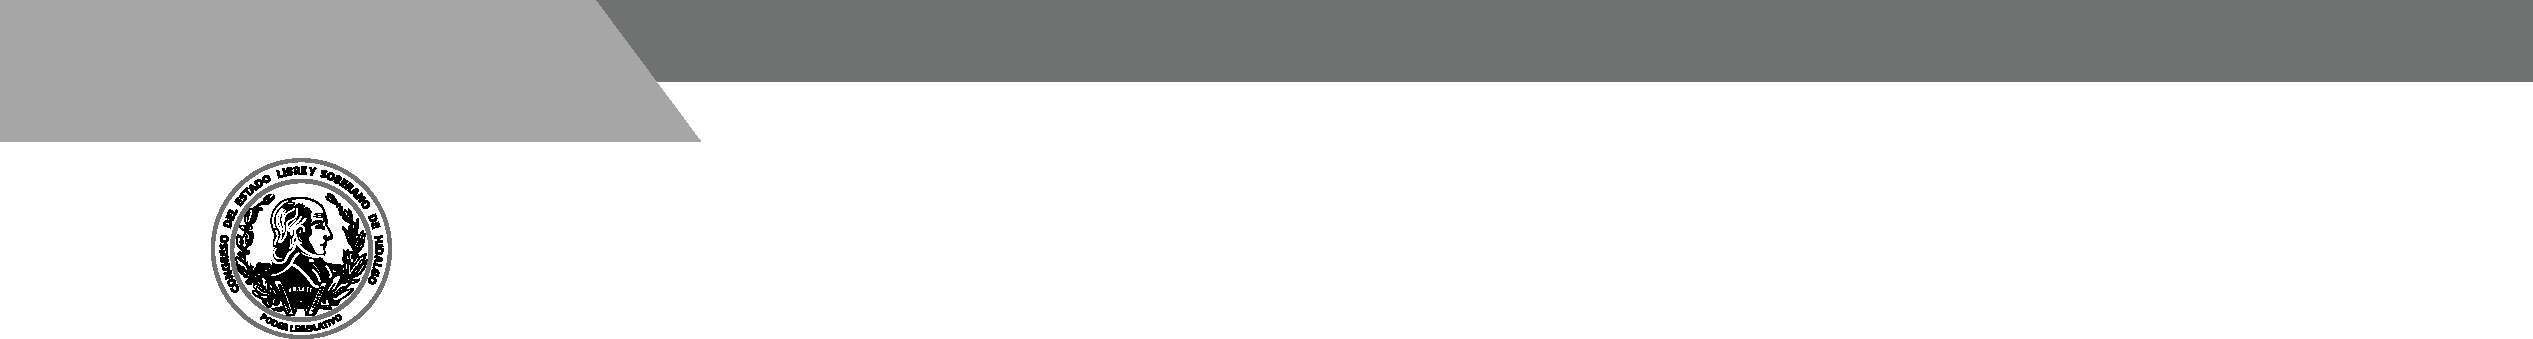 CONGRESO DEL ESTADO LIBRE Y SOBERANO DE HIDALGO
PODER LEGISLATIVO